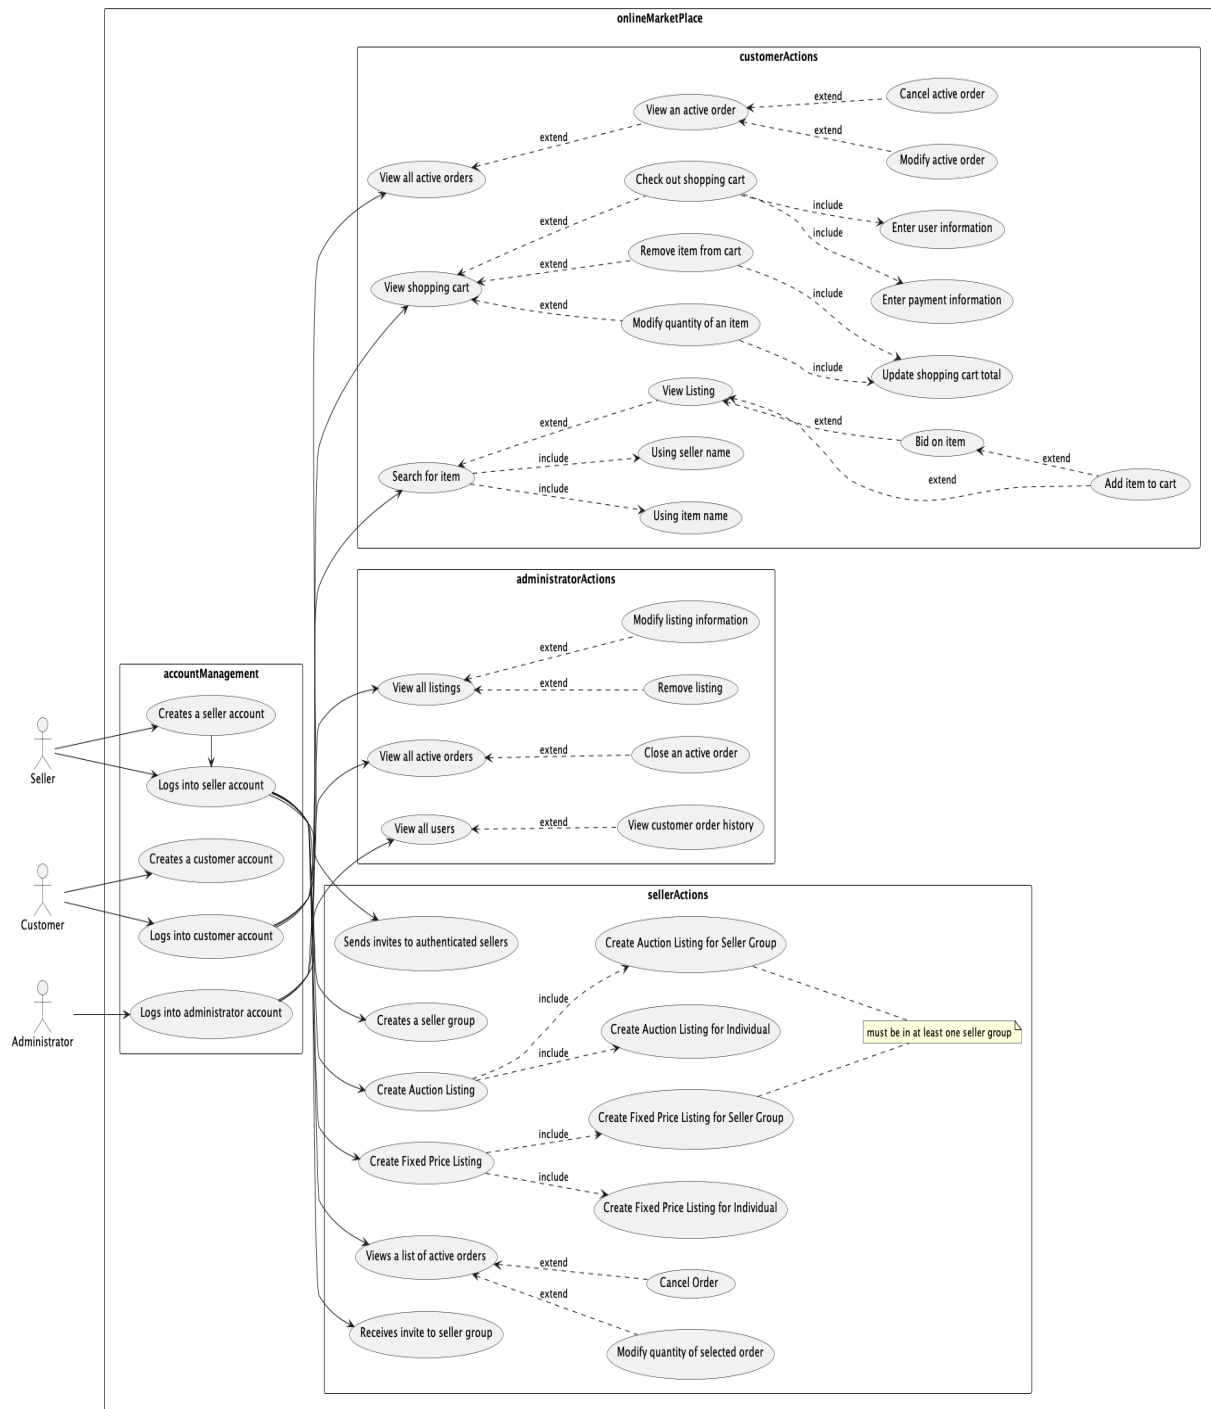 onlineMarketPlace
customerActions
Cancel active order
extend
View an active order
extend
extend
Modify active order
View all active orders
Check out shopping cart
include
Enter user information
extend
include
Remove item from cart
extend
View shopping cart
include
Enter payment information
extend
Modify quantity of an item
include
Update shopping cart total
View Listing
extend
extend
Bid on item
Using seller name
include
extend
Search for item
extend
Add item to cart
include
Using item name
administratorActions
Modify listing information
extend
View all listings
extend
Remove listing
View all active orders
extend
Close an active order
View all users
extend
View customer order history
accountManagement
Creates a seller account
Seller
Logs into seller account
Creates a customer account
Customer
Logs into customer account
Logs into administrator account
Administrator
sellerActions
Sends invites to authenticated sellers
Create Auction Listing for Seller Group
include
Creates a seller group
Create Auction Listing for Individual
must be in at least one seller group
include
Create Auction Listing
Create Fixed Price Listing for Seller Group
include
Create Fixed Price Listing
include
Create Fixed Price Listing for Individual
Views a list of active orders
extend
Cancel Order
extend
Receives invite to seller group
Modify quantity of selected order